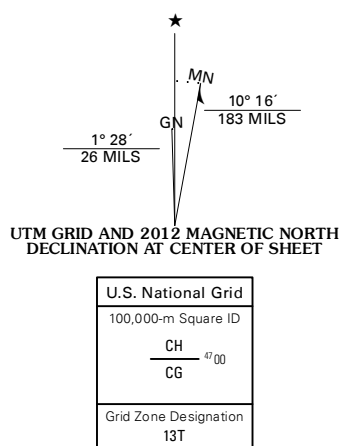 MN
GN
10° 16´
183 MILS
1° 28´
26 MILS
UTM GRID AND 2012 MAGNETIC NORTH
DECLINATION AT CENTER OF SHEET
U.S. National Grid
100,000-m Square ID
CH
4700
CG
Grid Zone Designation
13T